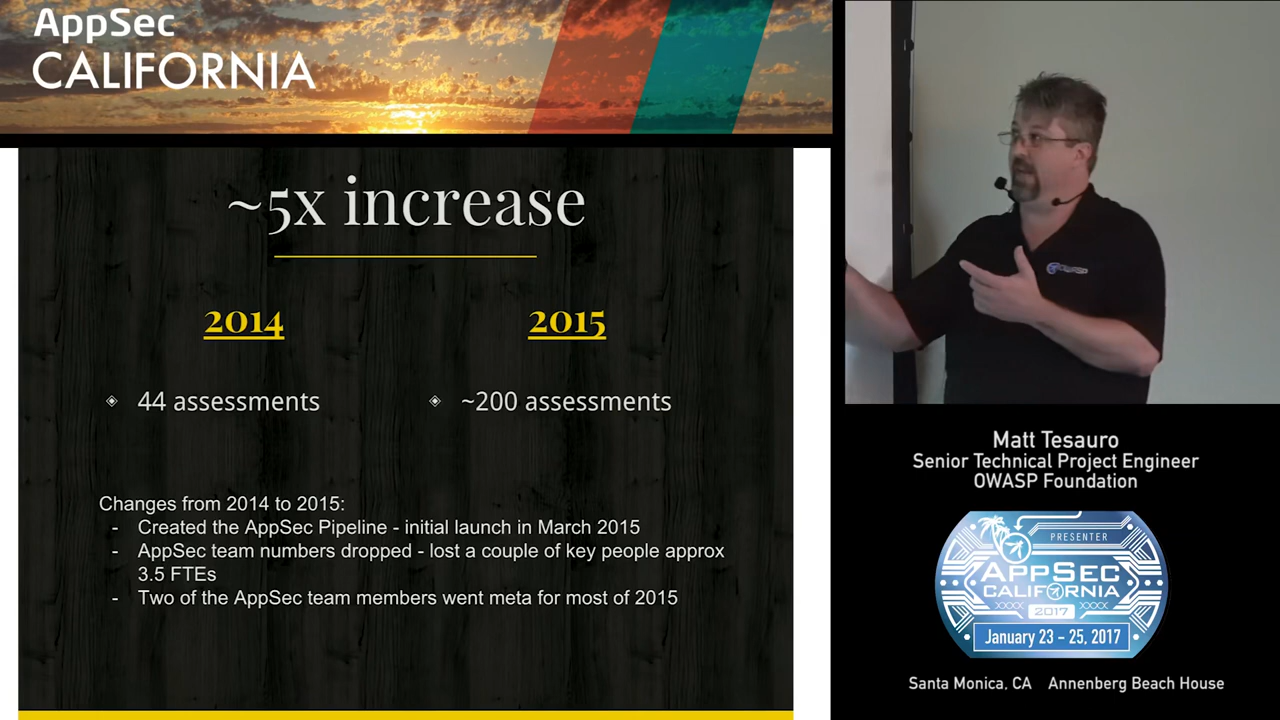 AppSec
CALIFORNIA
~5x increase
2014
2015
44 assessments
~200 assessments
Changes from 2014 to 2015:
- Created the AppSec Pipeline - initial launch in March 2015
- AppSec team numbers dropped - lost a couple of key people approx
3.5 FTEs
- Two of the AppSec team members went meta for most of 2015
OWASP
Matt Tesauro
Senior Technical Project Engineer
OWASP Foundation
PRESENTER
APPSEC
CALIFORNIA
2017
January 23 - 25, 2017
Santa Monica, CA Annenberg Beach House